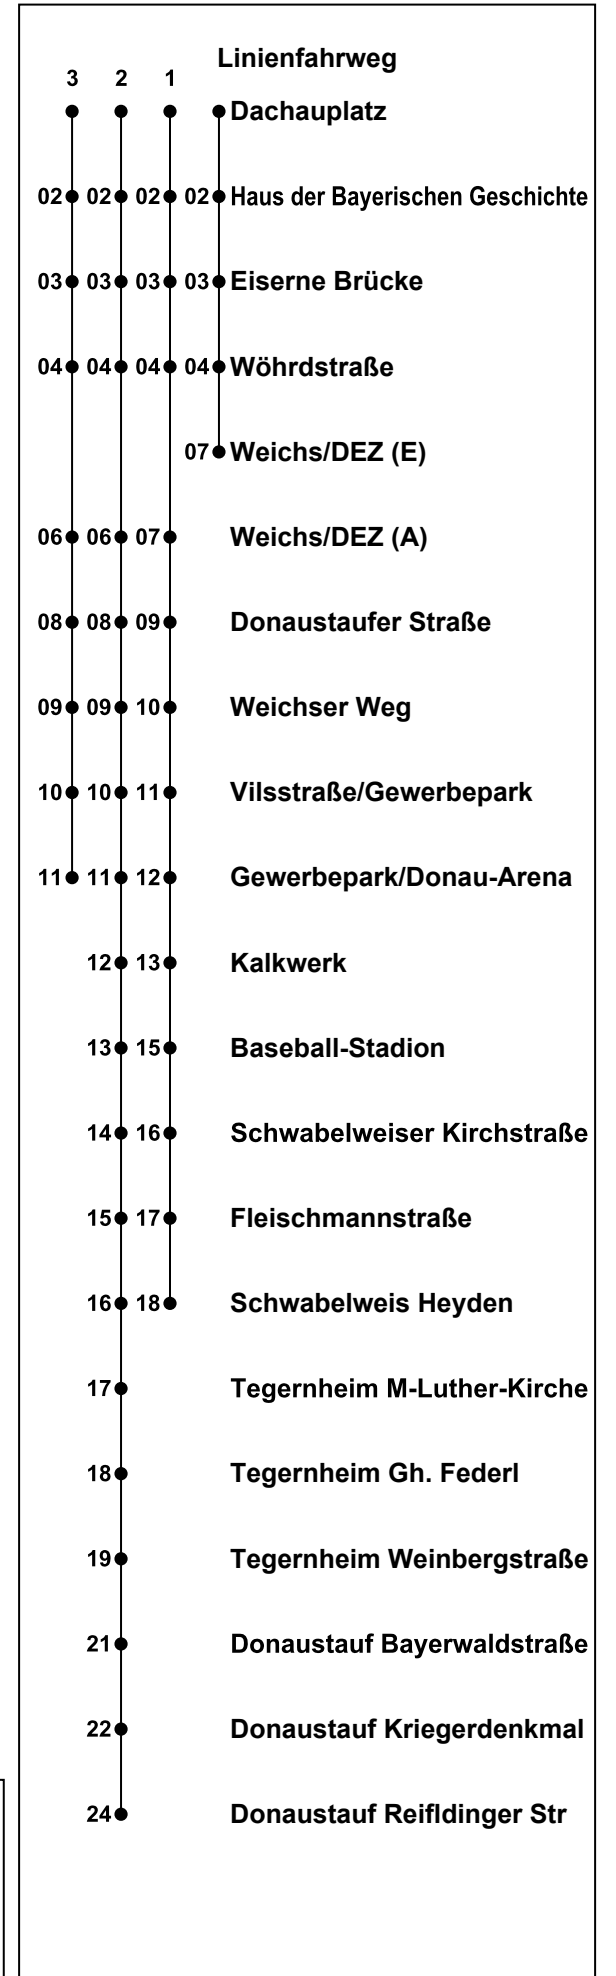 Linienfahrweg
3 2 1
Dachauplatz
02 02 02 02 Haus der Bayerischen Geschichte
03 03 03 03 Eiserne Brücke
04 04 04 04 Wöhrdstraße
07 Weichs/DEZ (E)
06 06 07 Weichs/DEZ (A)
08 08 09 Donaustaufer Straße
09 09 10 Weichser Weg
10 10 11 Vilsstraße/Gewerbepark
11 11 12 Gewerbepark/Donau-Arena
12 13 Kalkwerk
13 15 Baseball-Stadion
14 16 Schwabelweiser Kirchstraße
15 17 Fleischmannstraße
16 18 Schwabelweis Heyden
17 Tegernheim M-Luther-Kirche
18 Tegernheim Gh. Federl
19 Tegernheim Weinbergstraße
21 Donaustauf Bayerwaldstraße
22 Donaustauf Kriegerdenkmal
24 Donaustauf Reifldinger Str